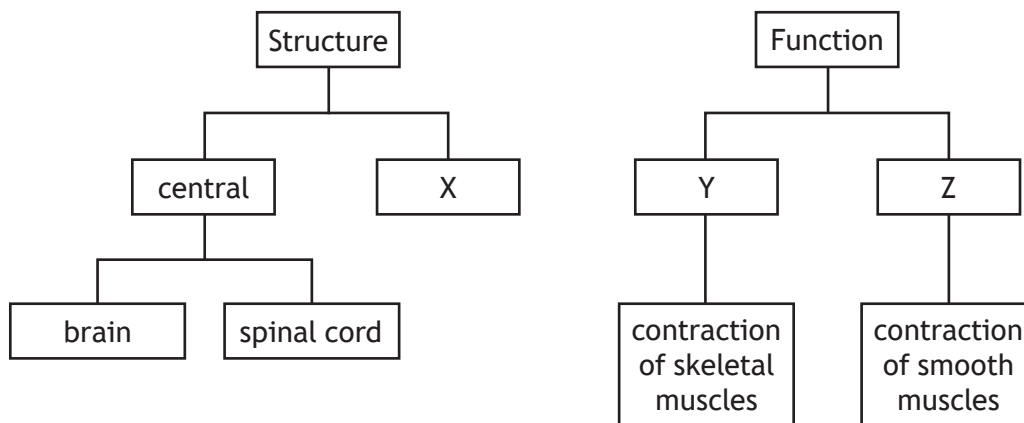 Structure
central
X
brain
spinal cord
Function
Y
Z
contraction
of skeletal
muscles
contraction
of smooth
muscles